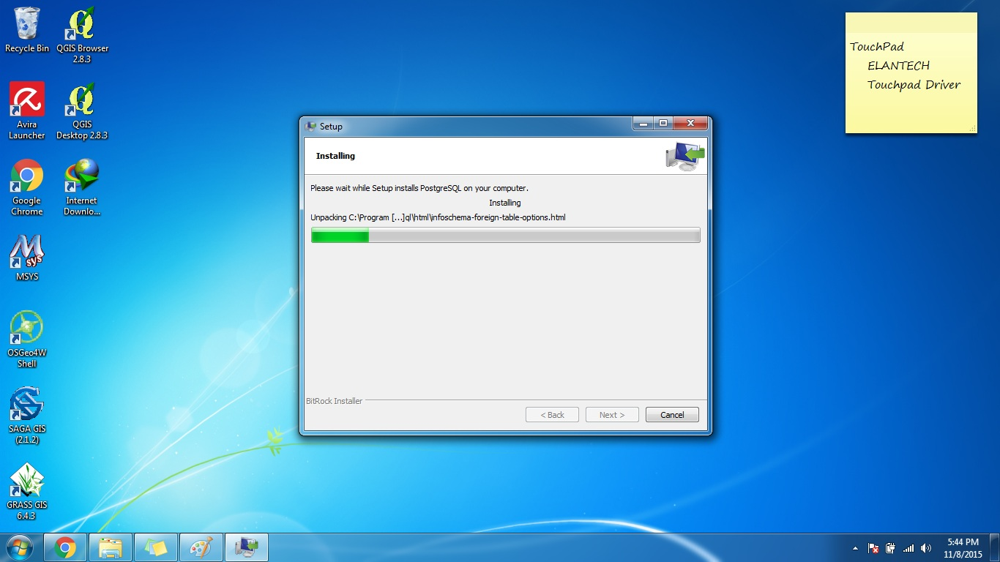 Recycle Bin
QGIS Browser
2.8.3
Avira
Launcher
QGIS
Desktop 2.8.3
Google
Chrome
Internet
Downlo...
Msys
MSYS
OSGeo4W
Shell
SAGA GIS
(2.1.2)
GRASS GIS
6.4.3
Setup
Installing
Please wait while Setup installs PostgreSQL on your computer.
Installing
Unpacking C:\Program [...]ql\html\infoschema-foreign-table-options.html
BitRock Installer
< Back
Next >
Cancel
TouchPad
ELANTECH
Touchpad Driver
5:44 PM
11/8/2015